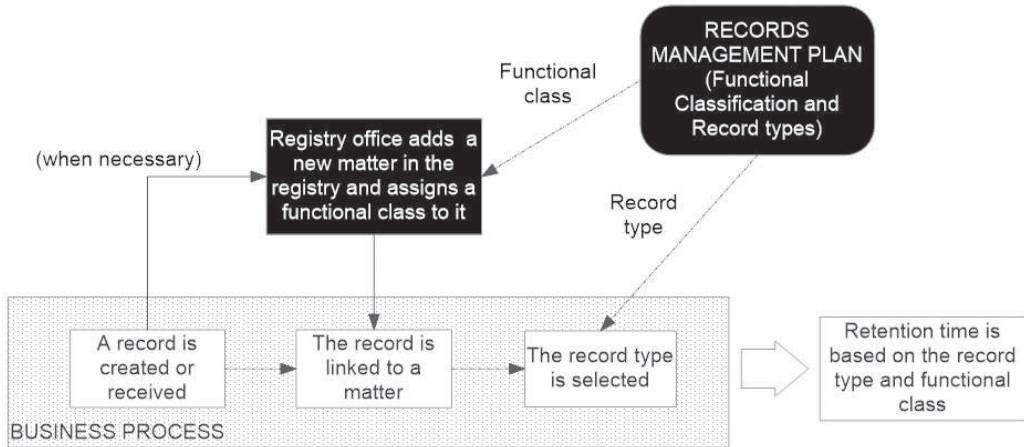 RECORDS
MANAGEMENT PLAN
(Functional
Classification and
Record types)
Functional
class
Registry office adds a
new matter in the
registry and assigns a
functional class to it
(when necessary)
Record
type
A record is
created or
received
The record is
linked to a
matter
The record type
is selected
Retention time is
based on the record
type and functional
class
BUSINESS PROCESS